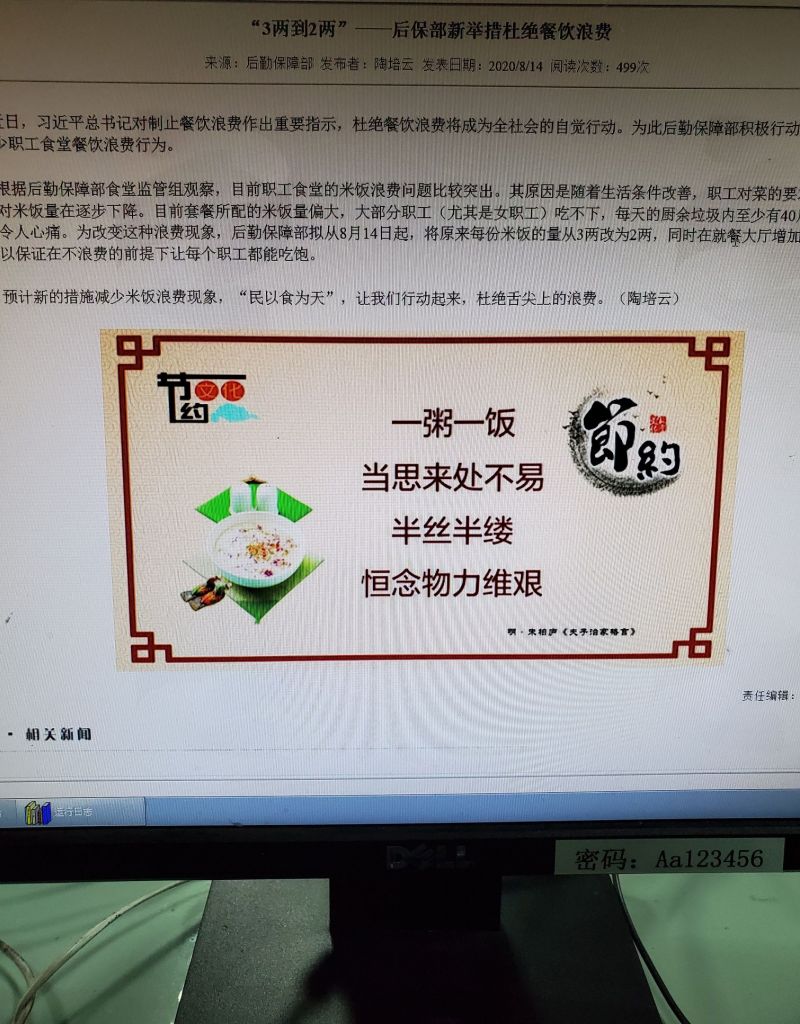 “3两到2两”——后保部新举措杜绝餐饮浪费
来源：后勤保障部 发布者：陶培云 发表日期：2020/8/14 阅读次数：499次
近日，习近平总书记对制止餐饮浪费作出重要指示，杜绝餐饮浪费将成为全社会的自觉行动。为此后勤保障部积极行动
少职工食堂餐饮浪费行为。
根据后勤保障部食堂监管组观察，目前职工食堂的米饭浪费问题比较突出。其原因是随着生活条件改善，职工对菜的要
对米饭量在逐步下降。目前套餐所配的米饭量偏大，大部分职工（尤其是女职工）吃不下，每天的厨余垃圾内至少有40
令人心痛。为改变这种浪费现象，后勤保障部拟从8月14日起，将原来每份米饭的量从3两改为2两，同时在就餐大厅增加
以保证在不浪费的前提下让每个职工都能吃饱。
预计新的措施减少米饭浪费现象，“民以食为天”，让我们行动起来，杜绝舌尖上的浪费。（陶培云）
节约文化
節約
一粥一饭
当思来处不易
半丝半缕
恒念物力维艰
明·朱柏庐《夫子治家格言》
责任编辑：
· 相关新闻
运行日志
DELL
密码：Aa123456